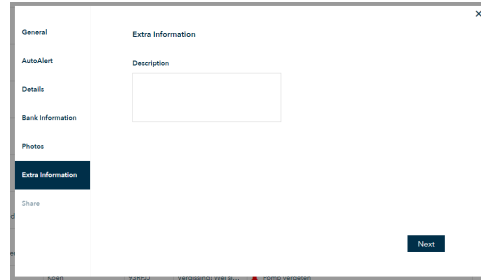 General
AutoAlert
Details
Bank Information
Photos
Extra Information
Share
Extra Information
Description
Next
Koen